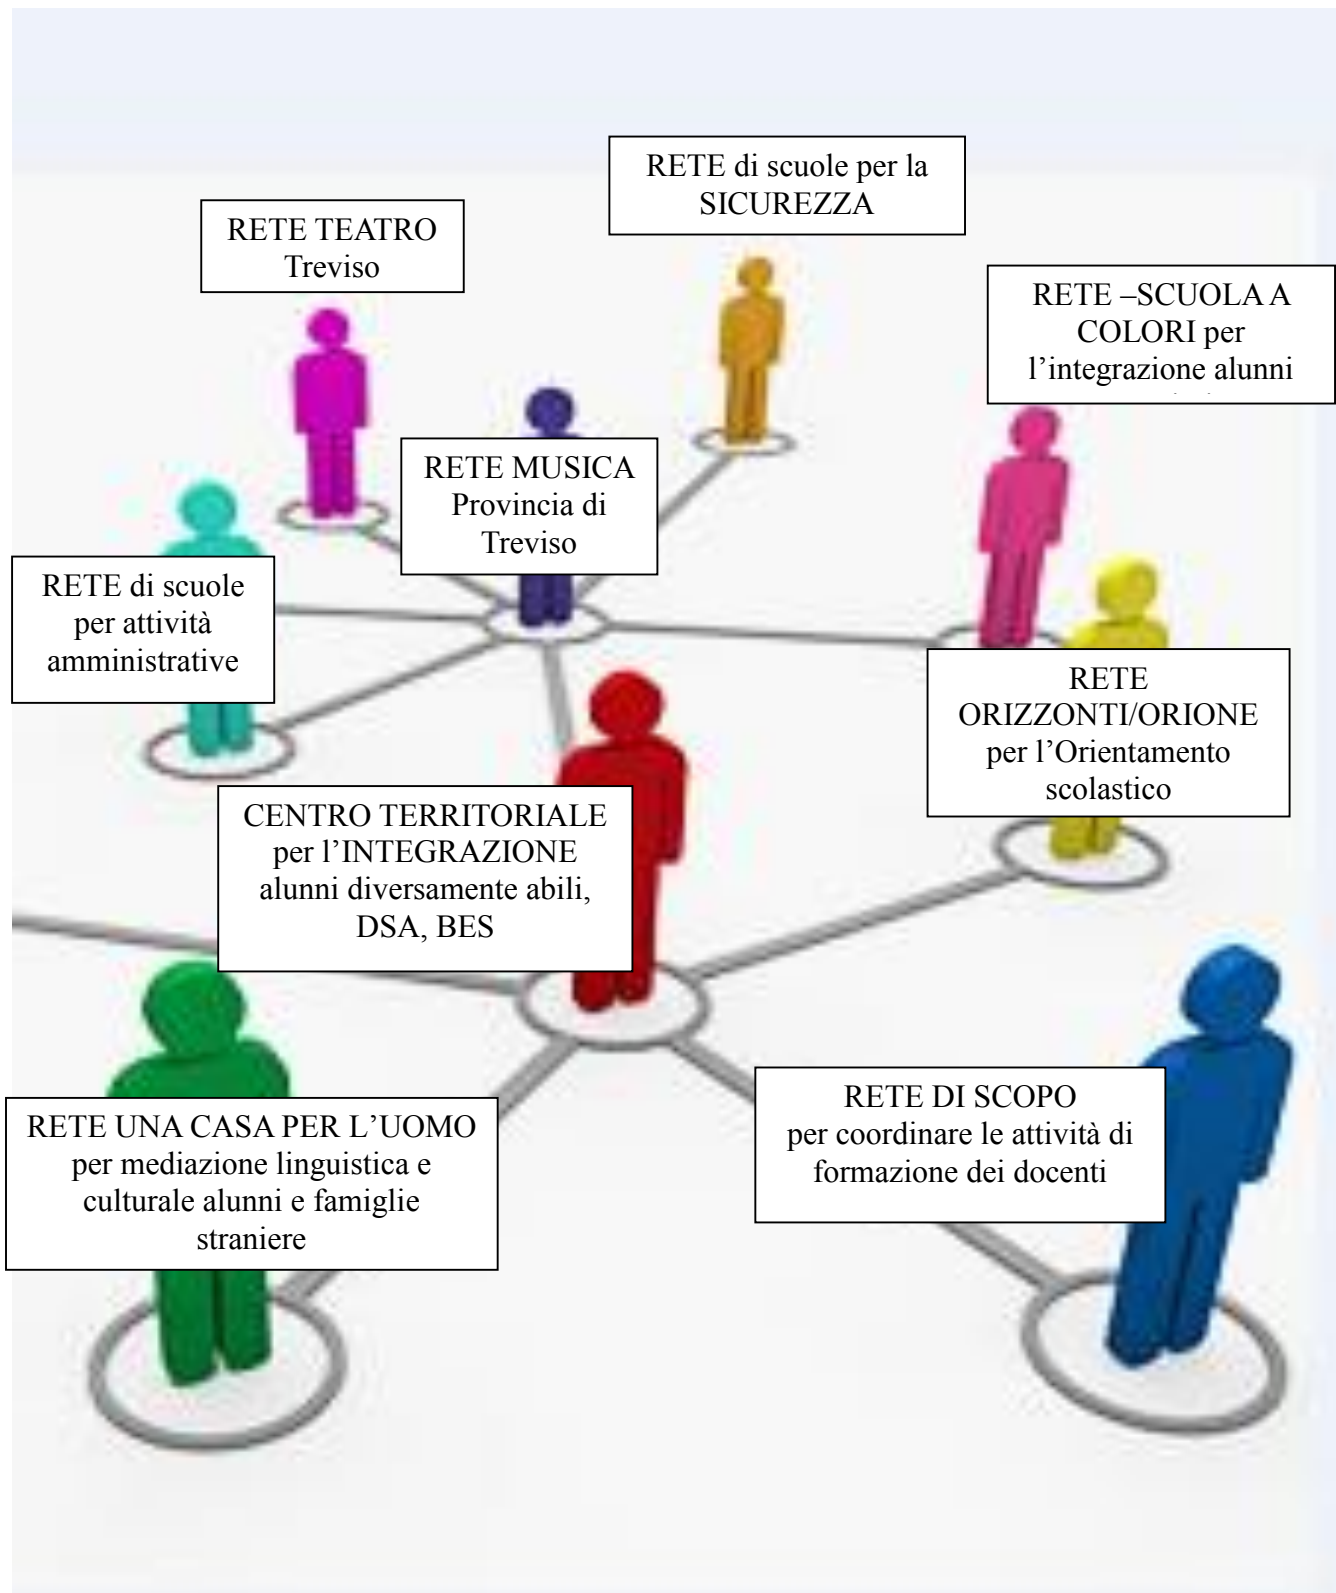 RETE di scuole per la
SICUREZZA
RETE TEATRO
Treviso
RETE –SCUOLA A
COLORI per
l’integrazione alunni
RETE MUSICA
Provincia di
Treviso
RETE di scuole
per attività
amministrative
RETE
ORIZZONTI/ORIONE
per l’Orientamento
scolastico
CENTRO TERRITORIALE
per l’INTEGRAZIONE
alunni diversamente abili,
DSA, BES
RETE DI SCOPO
per coordinare le attività di
formazione dei docenti
RETE UNA CASA PER L’UOMO
per mediazione linguistica e
culturale alunni e famiglie
straniere